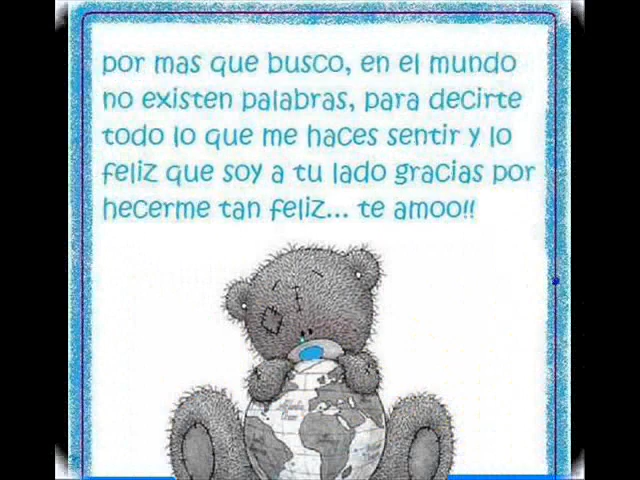 por mas que busco, en el mundo
no existen palabras, para decirte
todo lo que me haces sentir y lo
feliz que soy a tu lado gracias por
hecerme tan feliz... te amoo!!